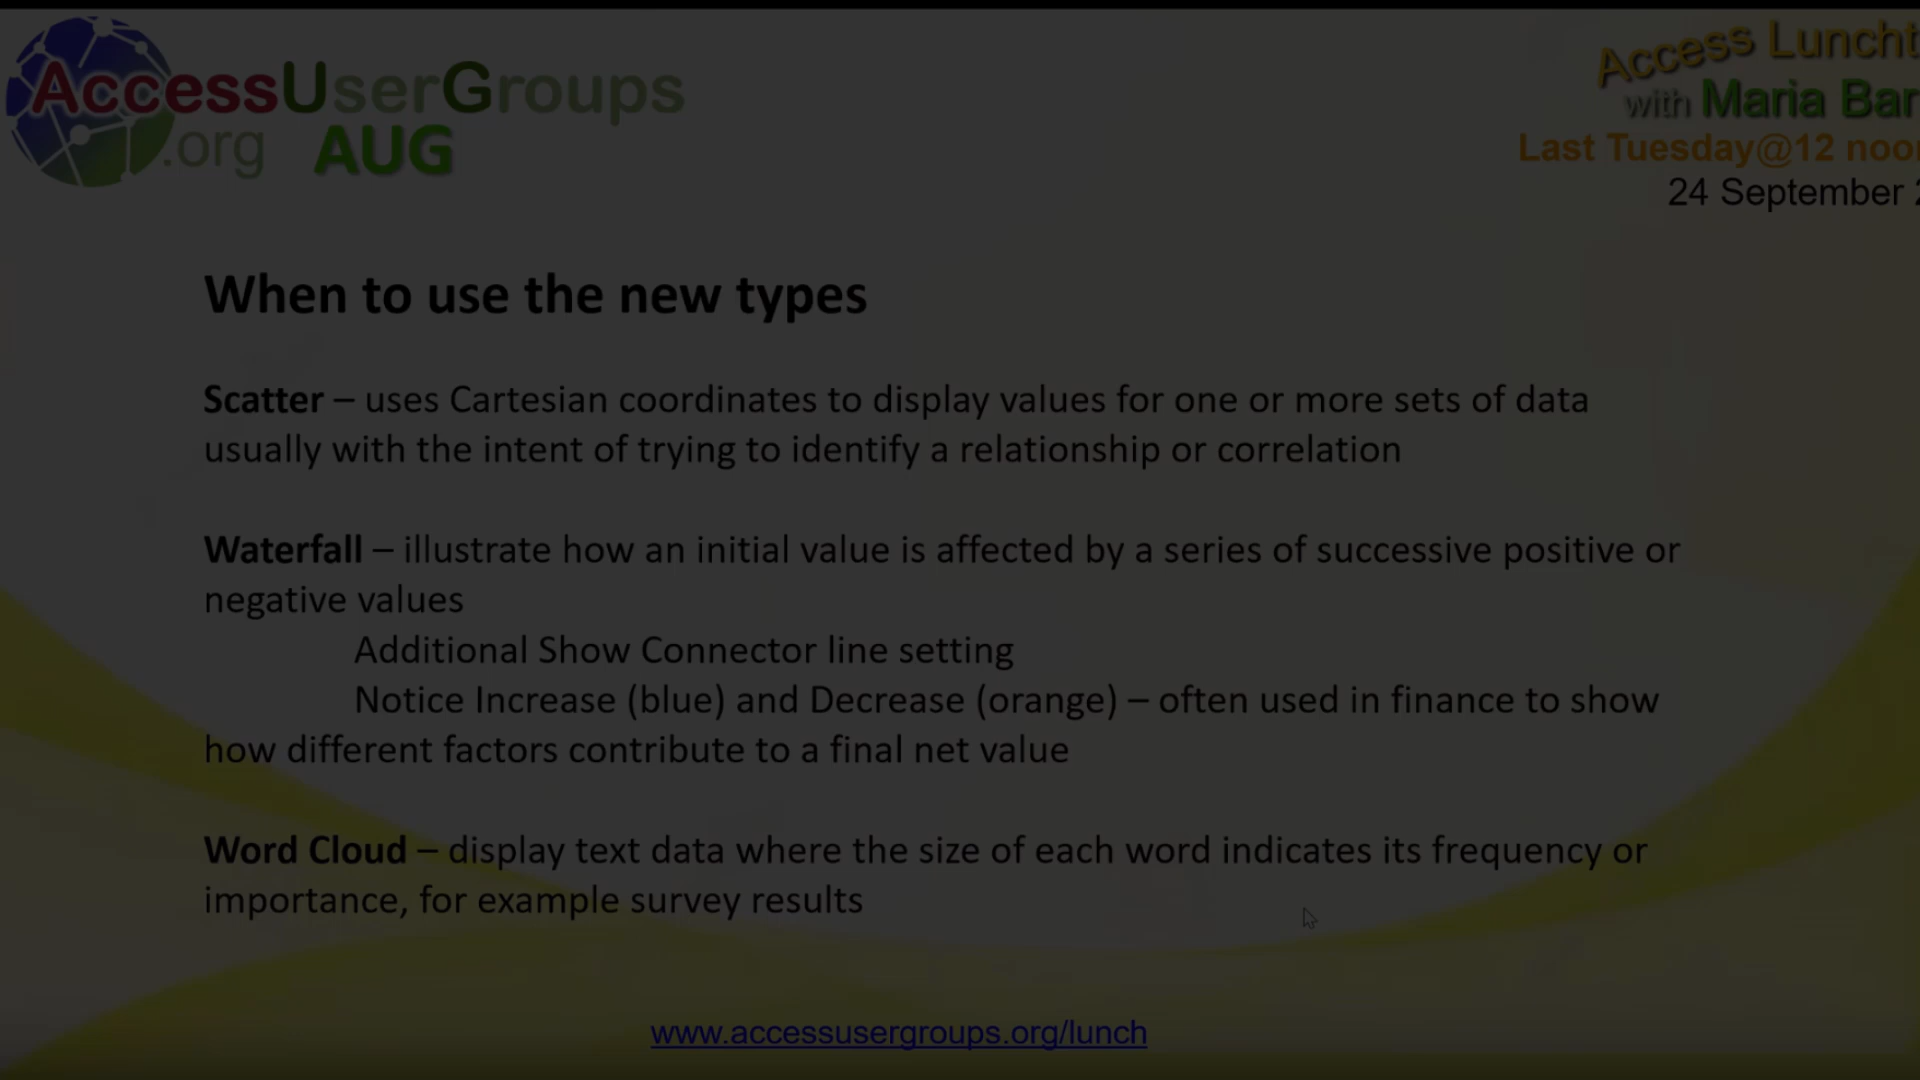 AccessUserGroups
.org AUG
Access Luncht
with Maria Bar
Last Tuesday@12 noo
24 September
When to use the new types
Scatter – uses Cartesian coordinates to display values for one or more sets of data
usually with the intent of trying to identify a relationship or correlation
Waterfall – illustrate how an initial value is affected by a series of successive positive or
negative values
Additional Show Connector line setting
Notice Increase (blue) and Decrease (orange) – often used in finance to show
how different factors contribute to a final net value
Word Cloud – display text data where the size of each word indicates its frequency or
importance, for example survey results
www.accessusergroups.org/lunch